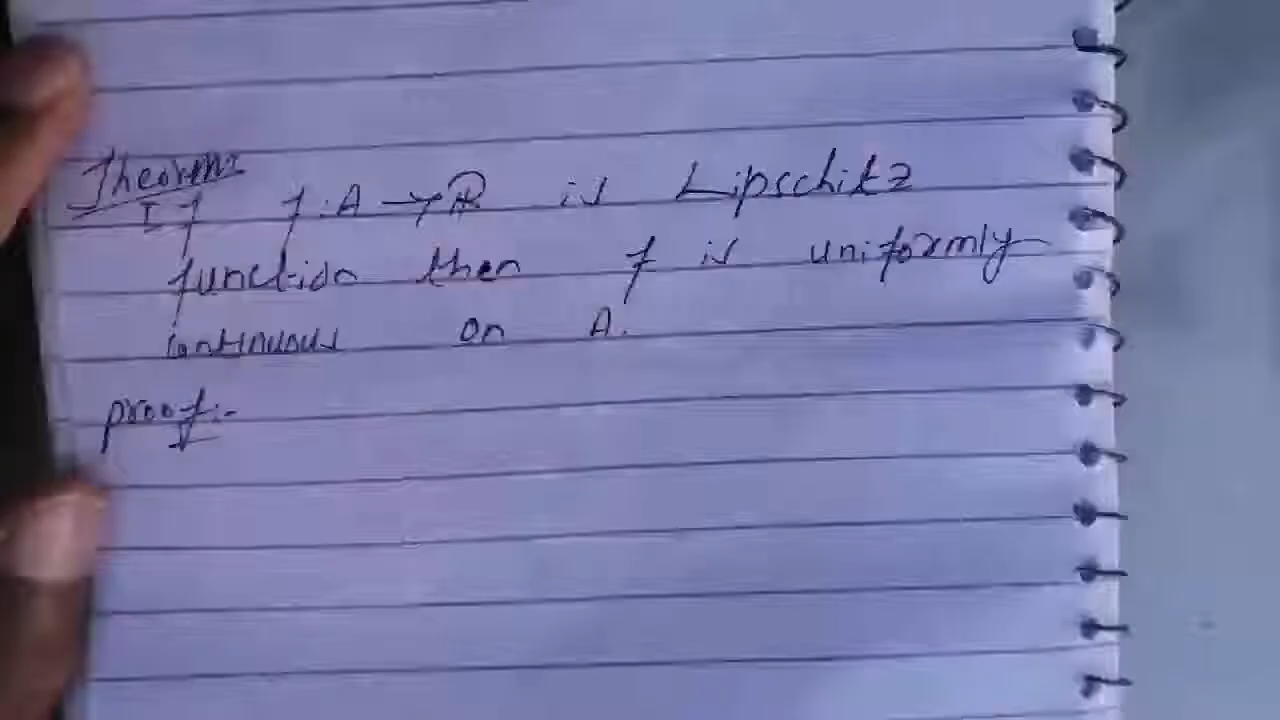 Theorem:
If f: A → ℝ is Lipschitz
function then f is uniformly
continuous on A.
proof:-